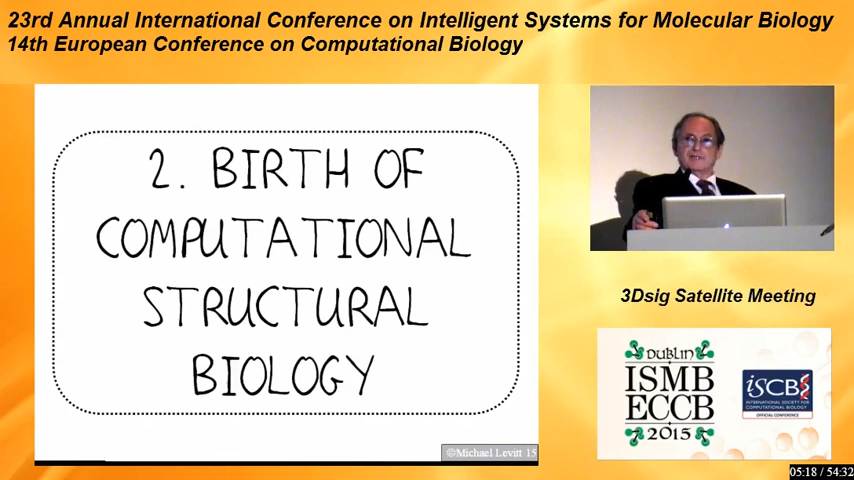 23rd Annual International Conference on Intelligent Systems for Molecular Biology
14th European Conference on Computational Biology
2. BIRTH OF
COMPUTATIONAL
STRUCTURAL
BIOLOGY
©Michael Levitt 15
3Dsig Satellite Meeting
DUBLIN
ISMB
ECCB
2015
iSCB
INTERNATIONAL SOCIETY FOR
COMPUTATIONAL BIOLOGY
OFFICIAL CONFERENCE
05:18 / 54:32